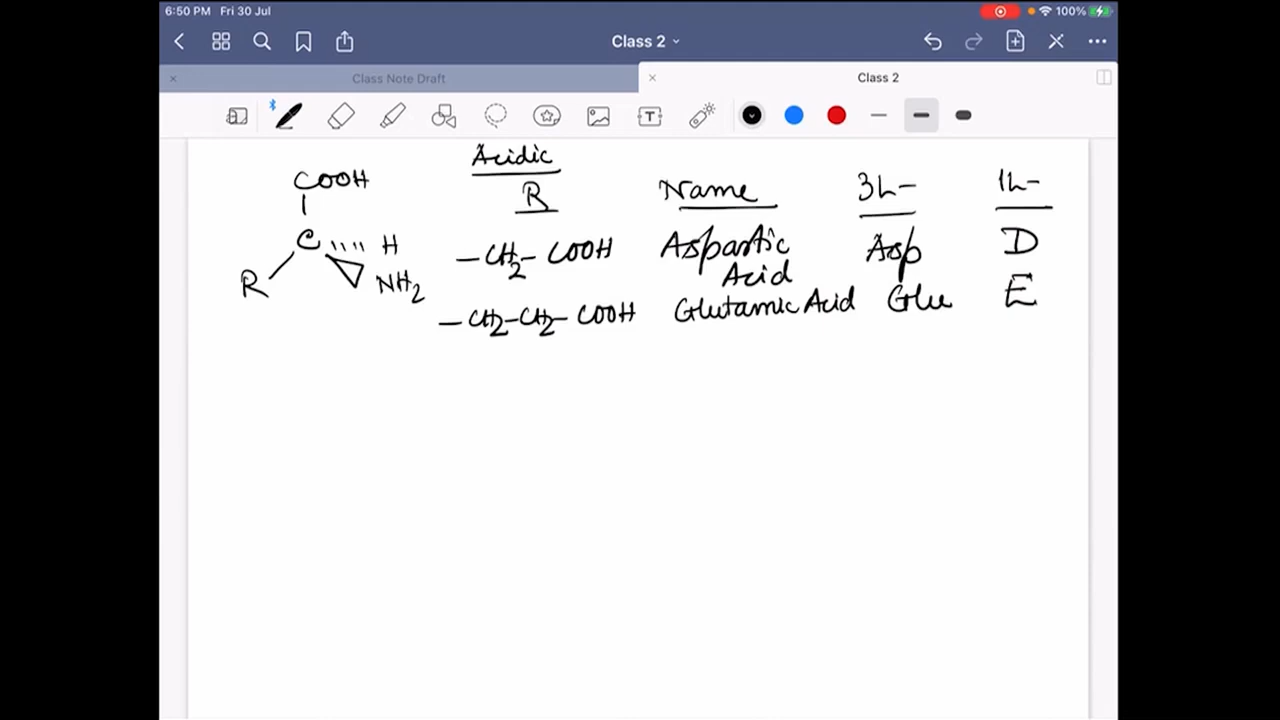 6:50 PM Fri 30 Jul 100%
Class 2
Class Note Draft
Class 2
T
Acidic
COOH R Name 3L- 1L-
C H -CH2-COOH Aspartic Asp D
R NH2 Acid
-CH2-CH2-COOH Glutamic Acid Glu E